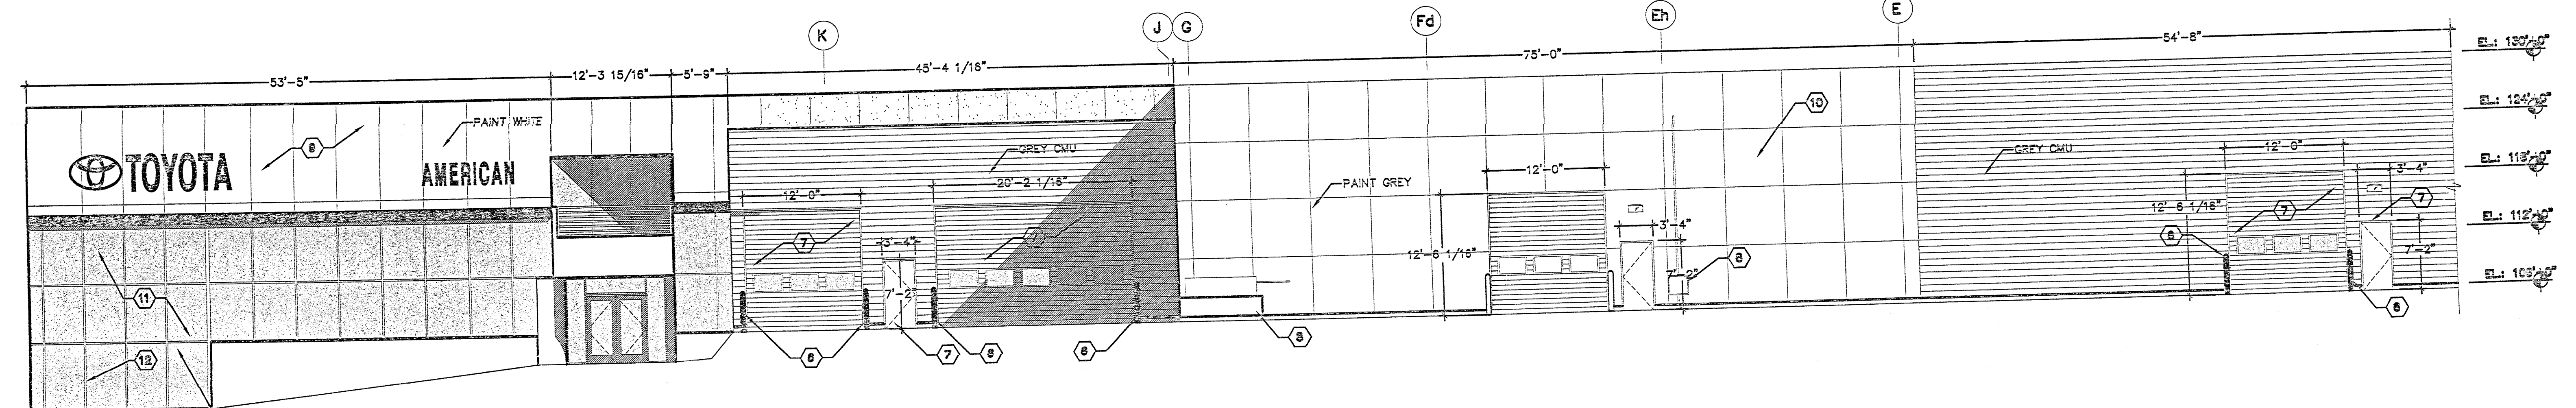 K
J
G
Fd
Eh
E
53'-5"
12'-3 15/16"
5'-9"
45'-4 1/16"
75'-0"
54'-8"
EL: 130'-0"
EL: 124'-0"
EL: 118'-0"
EL: 112'-0"
EL: 106'-0"
9
PAINT WHITE
TOYOTA
AMERICAN
GREY CMU
12'-0"
20'-2 1/16"
7
7
3'-4"
7'-2"
11
12
6
7
6
6
PAINT GREY
10
12'-0"
12'-6 1/16"
3'-4"
7'-2"
8
8
GREY CMU
12'-0"
3'-4"
12'-6 1/16"
7
7
7'-2"
6
6